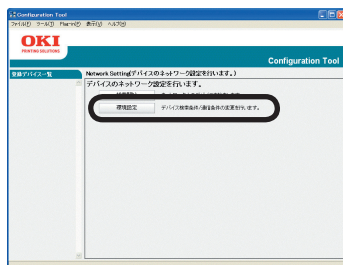 Configuration Tool
ファイル(F) ツール(T) Plug-in(P) 表示(V) ヘルプ(H)
OKI
PRINTING SOLUTIONS
Configuration Tool
登録デバイス一覧
Network Setting(デバイスのネットワーク設定を行います。)
デバイスのネットワーク設定を行います。
環境設定
デバイス検索条件/通信条件の変更を行います。